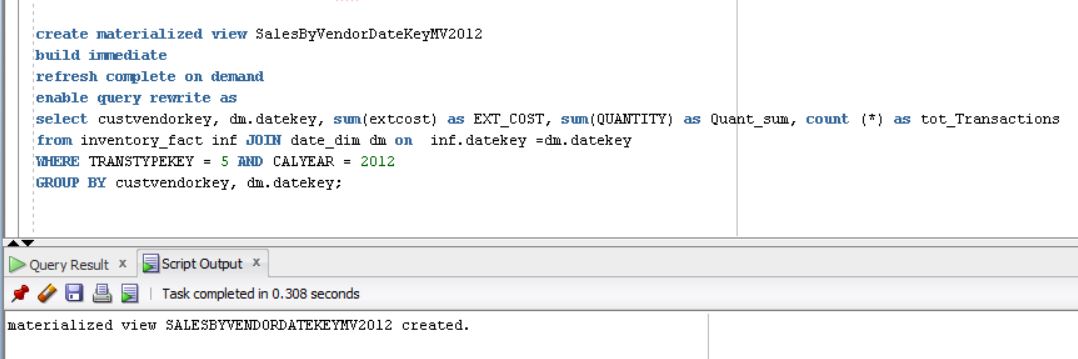 create materialized view SalesByVendorDateKeyMV2012
build immediate
refresh complete on demand
enable query rewrite as
select custvendorkey, dm.datekey, sum(extcost) as EXT_COST, sum(QUANTITY) as Quant_sum, count (*) as tot_Transactions
from inventory_fact inf JOIN date_dim dm on  inf.datekey =dm.datekey
WHERE TRANSTYPEKEY = 5 AND CALYEAR = 2012
GROUP BY custvendorkey, dm.datekey;
Query Result x Script Output x
Task completed in 0.308 seconds
materialized view SALESBYVENDORDATEKEYMV2012 created.